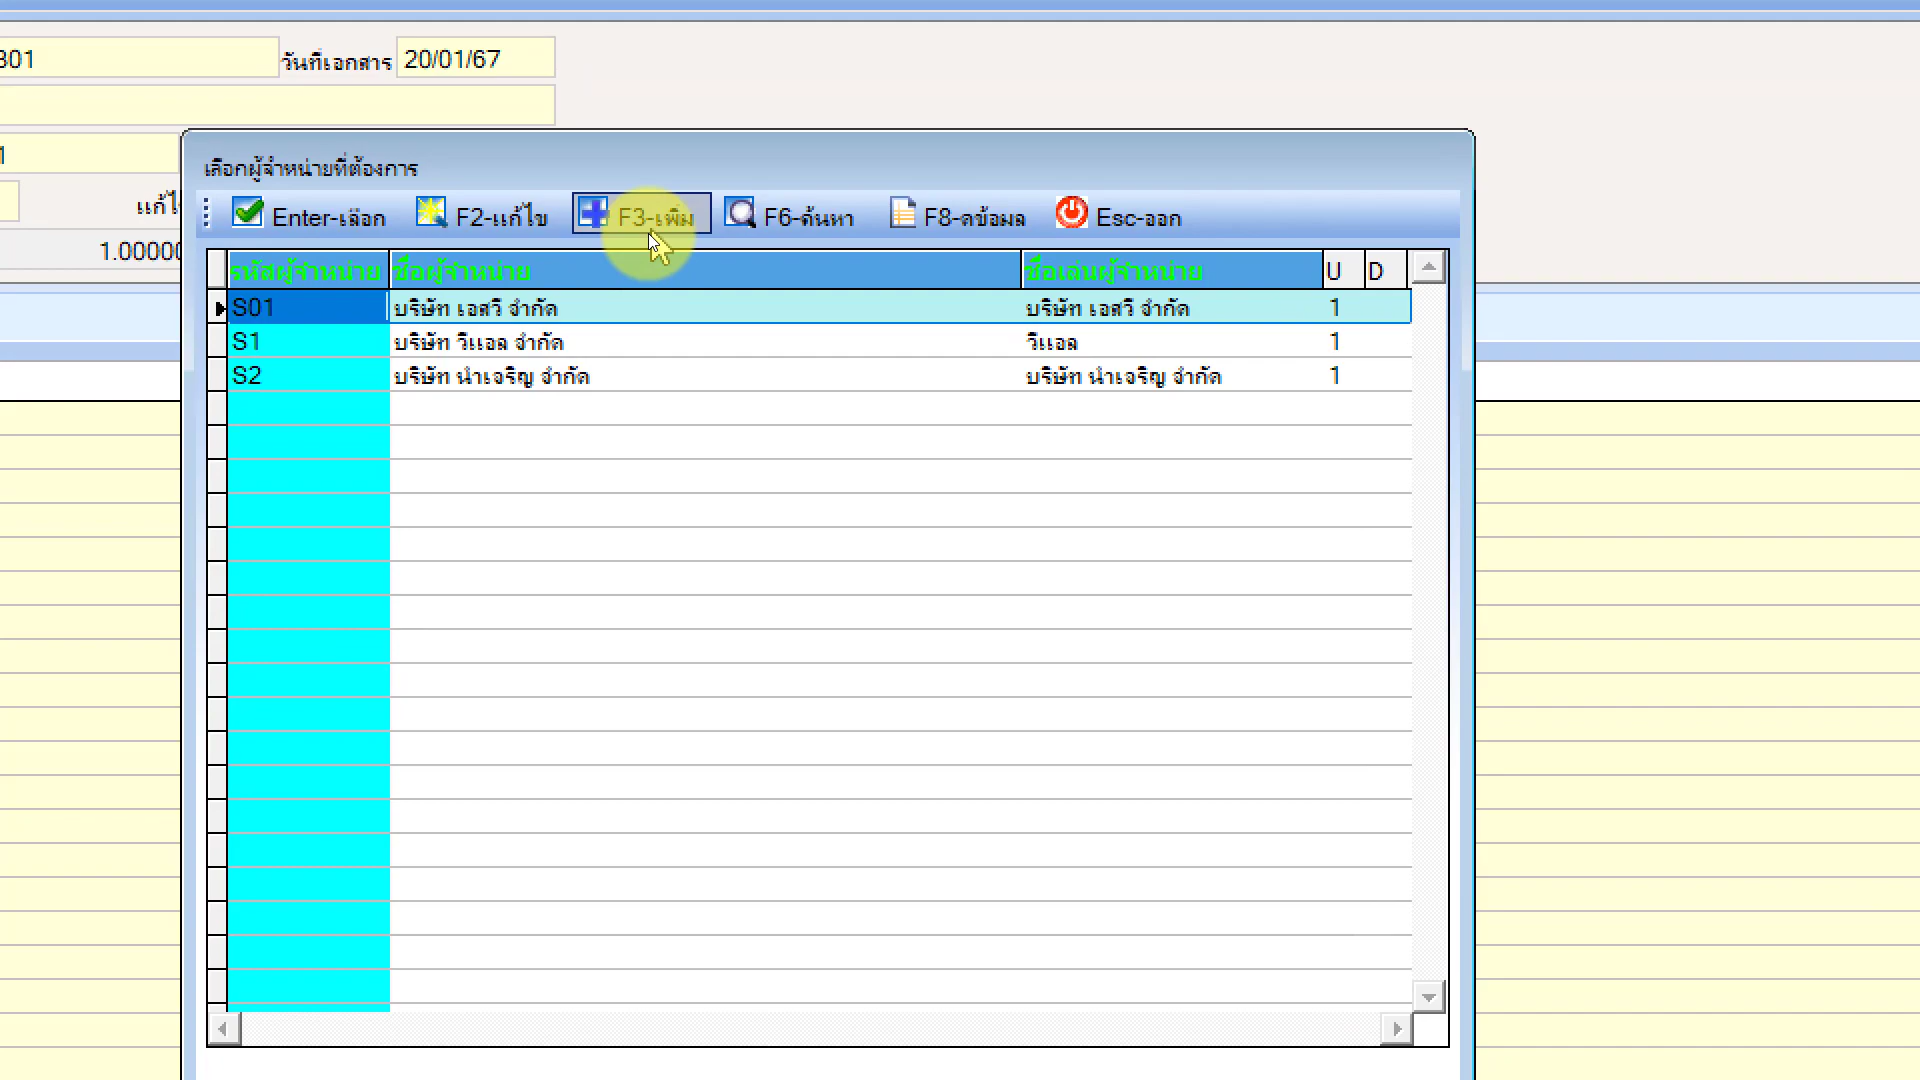 301 วันที่เอกสาร 20/01/67
1
เลือกผู้จำหน่ายที่ต้องการ
แก้ไ Enter-เลือก F2-แก้ไข F3-เพิ่ม F6-ค้นหา F8-ดูข้อมูล Esc-ออก
1.00000
รหัสผู้จำหน่าย ชื่อผู้จำหน่าย ชื่อเล่นผู้จำหน่าย U D
S01 บริษัท เอสวี จำกัด บริษัท เอสวี จำกัด 1
S1 บริษัท วีแอล จำกัด วีแอล 1
S2 บริษัท นำเจริญ จำกัด บริษัท นำเจริญ จำกัด 1